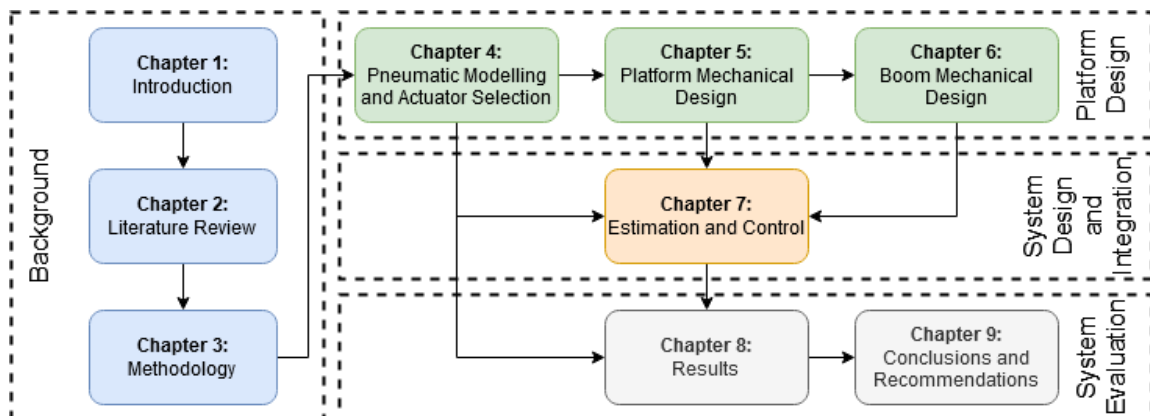 Background
Chapter 1:
Introduction
Chapter 2:
Literature Review
Chapter 3:
Methodology
Chapter 4:
Pneumatic Modelling
and Actuator Selection
Chapter 5:
Platform Mechanical
Design
Chapter 6:
Boom Mechanical
Design
Platform
Design
Chapter 7:
Estimation and Control
System
Design
and
Integration
Chapter 8:
Results
Chapter 9:
Conclusions and
Recommendations
System
Evaluation